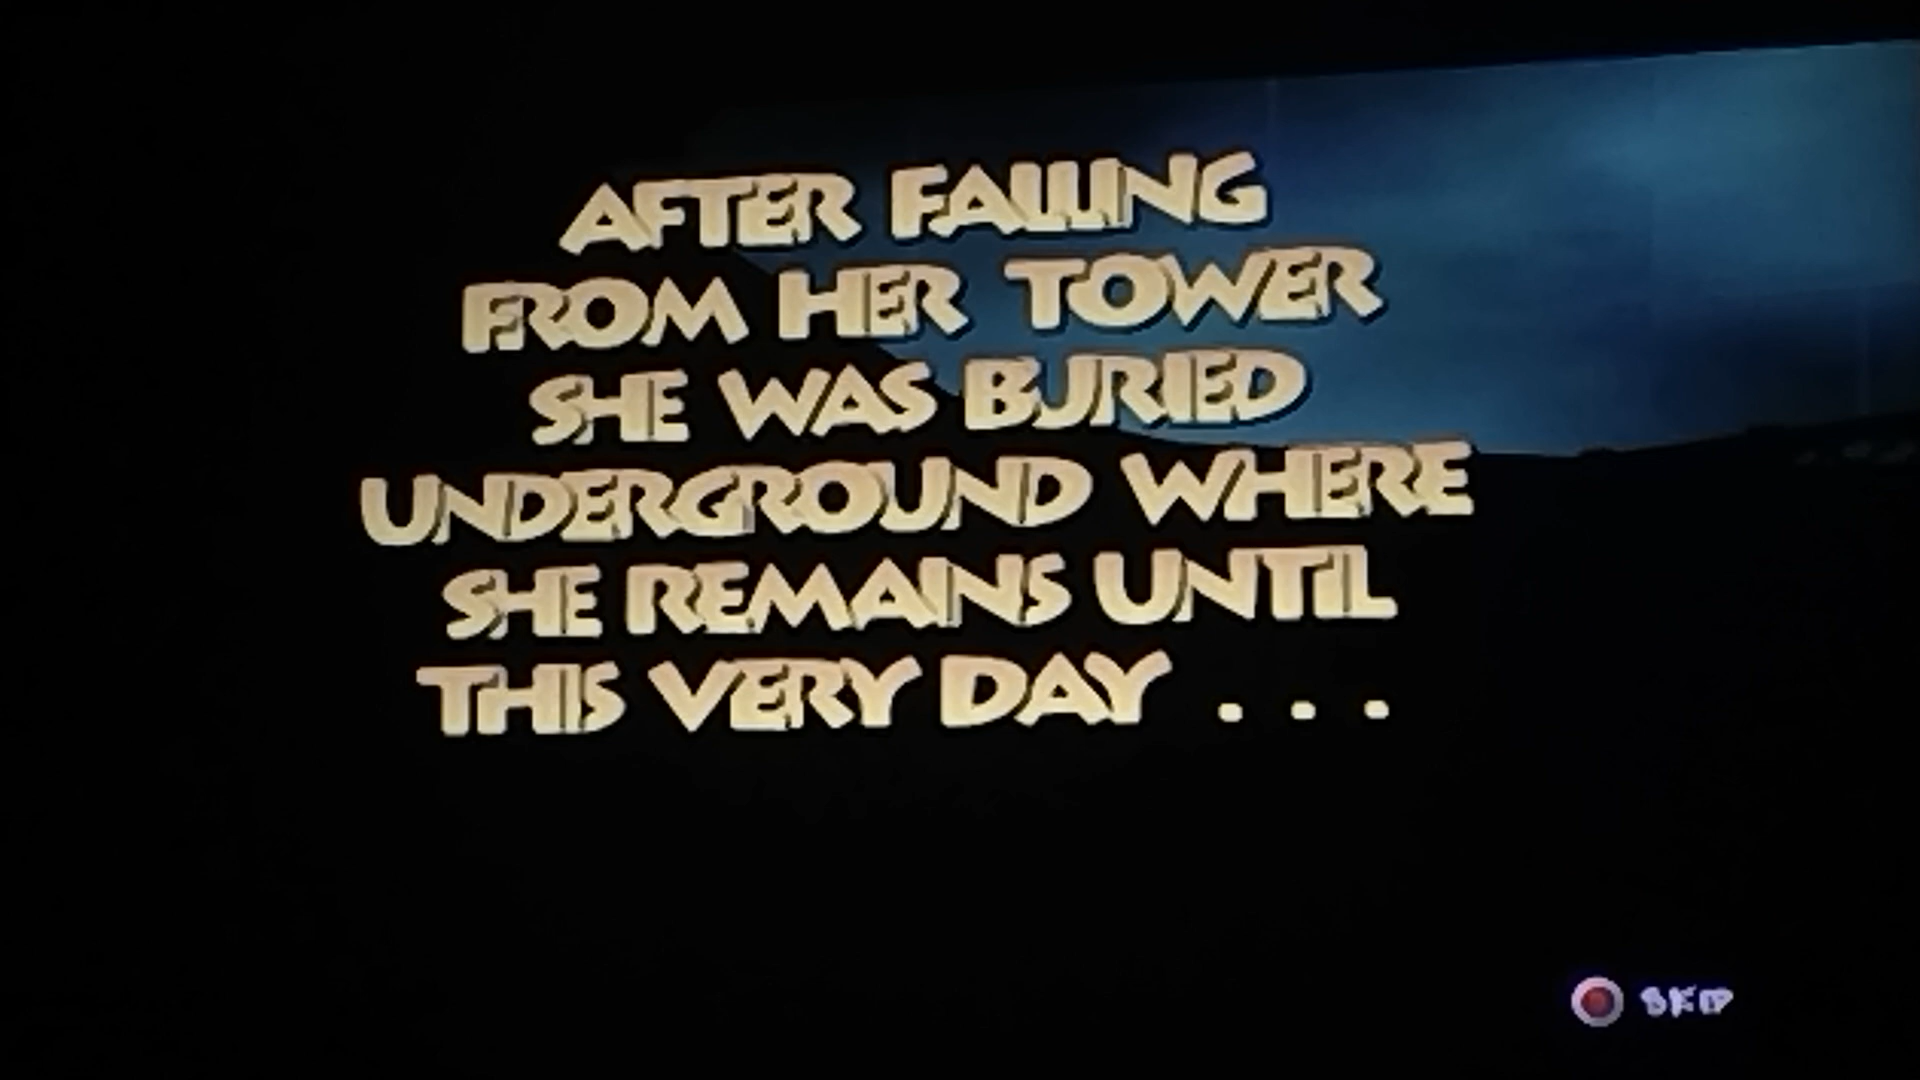 AFTER FALLING
FROM HER TOWER
SHE WAS BURIED
UNDERGROUND WHERE
SHE REMAINS UNTIL
THIS VERY DAY . . .
SKIP